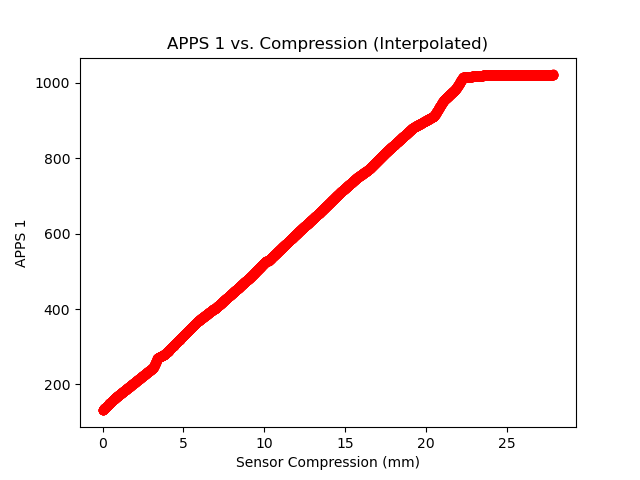 APPS 1 vs. Compression (Interpolated)
1000
800
600
400
200
APPS 1
0 5 10 15 20 25
Sensor Compression (mm)